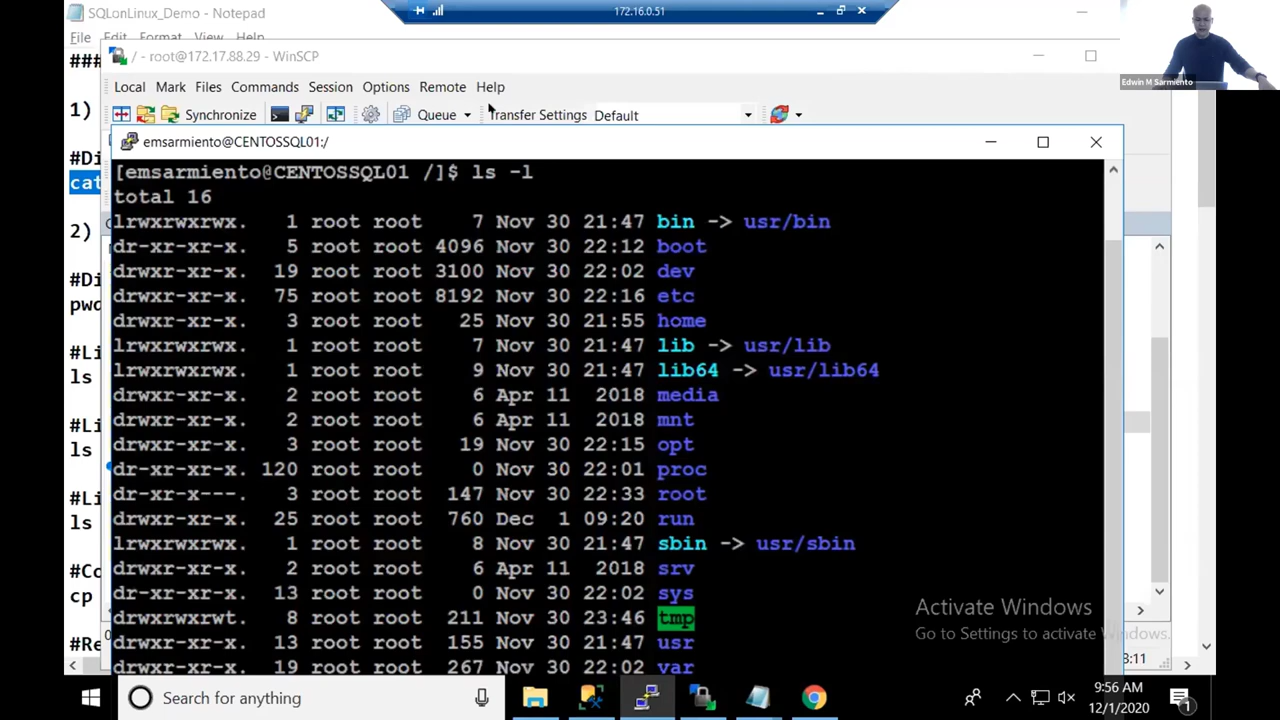 SQLonLinux_Demo - Notepad
172.16.0.51
File Edit Format View Help
/ - root@172.17.88.29 - WinSCP
Edwin M Sarmiento
Local Mark Files Commands Session Options Remote Help
Synchronize Queue Transfer Settings Default
emsarmiento@CENTOSSQL01:/
[emsarmiento@CENTOSSQL01 /]$ ls -l
total 16
lrwxrwxrwx. 1 root root 7 Nov 30 21:47 bin -> usr/bin
dr-xr-xr-x. 5 root root 4096 Nov 30 22:12 boot
drwxr-xr-x. 19 root root 3100 Nov 30 22:02 dev
drwxr-xr-x. 75 root root 8192 Nov 30 22:16 etc
drwxr-xr-x. 3 root root 25 Nov 30 21:55 home
lrwxrwxrwx. 1 root root 7 Nov 30 21:47 lib -> usr/lib
lrwxrwxrwx. 1 root root 9 Nov 30 21:47 lib64 -> usr/lib64
drwxr-xr-x. 2 root root 6 Apr 11 2018 media
drwxr-xr-x. 2 root root 6 Apr 11 2018 mnt
drwxr-xr-x. 3 root root 19 Nov 30 22:15 opt
dr-xr-xr-x. 120 root root 0 Nov 30 22:01 proc
dr-xr-x---. 3 root root 147 Nov 30 22:33 root
drwxr-xr-x. 25 root root 760 Dec 1 09:20 run
lrwxrwxrwx. 1 root root 8 Nov 30 21:47 sbin -> usr/sbin
drwxr-xr-x. 2 root root 6 Apr 11 2018 srv
dr-xr-xr-x. 13 root root 0 Nov 30 22:02 sys
drwxrwxrwt. 8 root root 211 Nov 30 23:46 tmp
drwxr-xr-x. 13 root root 155 Nov 30 21:47 usr
drwxr-xr-x. 19 root root 267 Nov 30 22:02 var
###
1)
#Di
cat
2)
#Di
pwd
#Li
ls
#Li
ls
#Li
ls
#Co
cp
#Re
Activate Windows
Go to Settings to activate Windows.
3:11
Search for anything
9:56 AM
12/1/2020
1